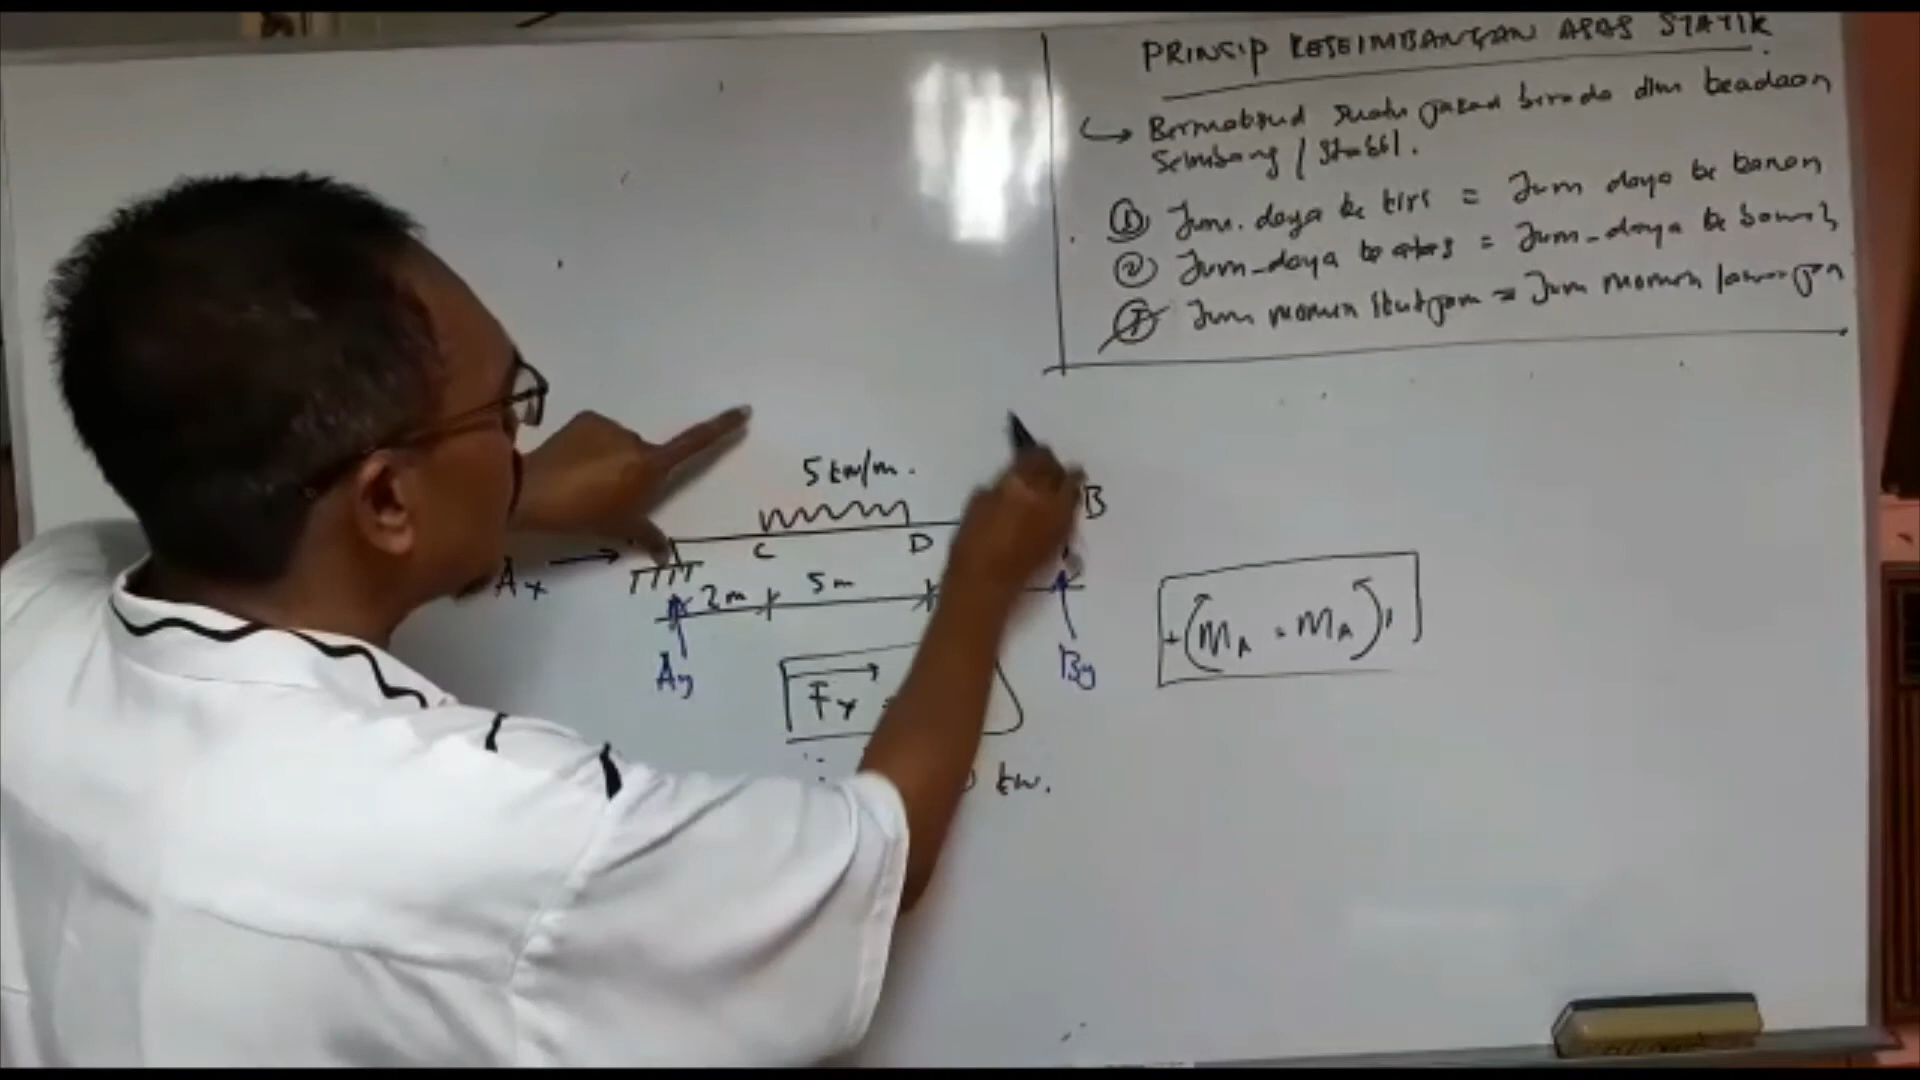 PRINSIP KESEIMBANGAN ASAS STATIK
↳ Bermaksud suatu jasad berada dlm keadaan
Seimbang / Stabil.
① Jum. daya ke kiri = Jum daya ke kanan
② Jum-daya ke atas = Jum-daya ke bawah
③ Jum momen ikut jam = Jum momen lawan jam
5 kN/m.
B
C D
Ax
2m 5m
Ay By
+(MA = MA)
Fx
kN.